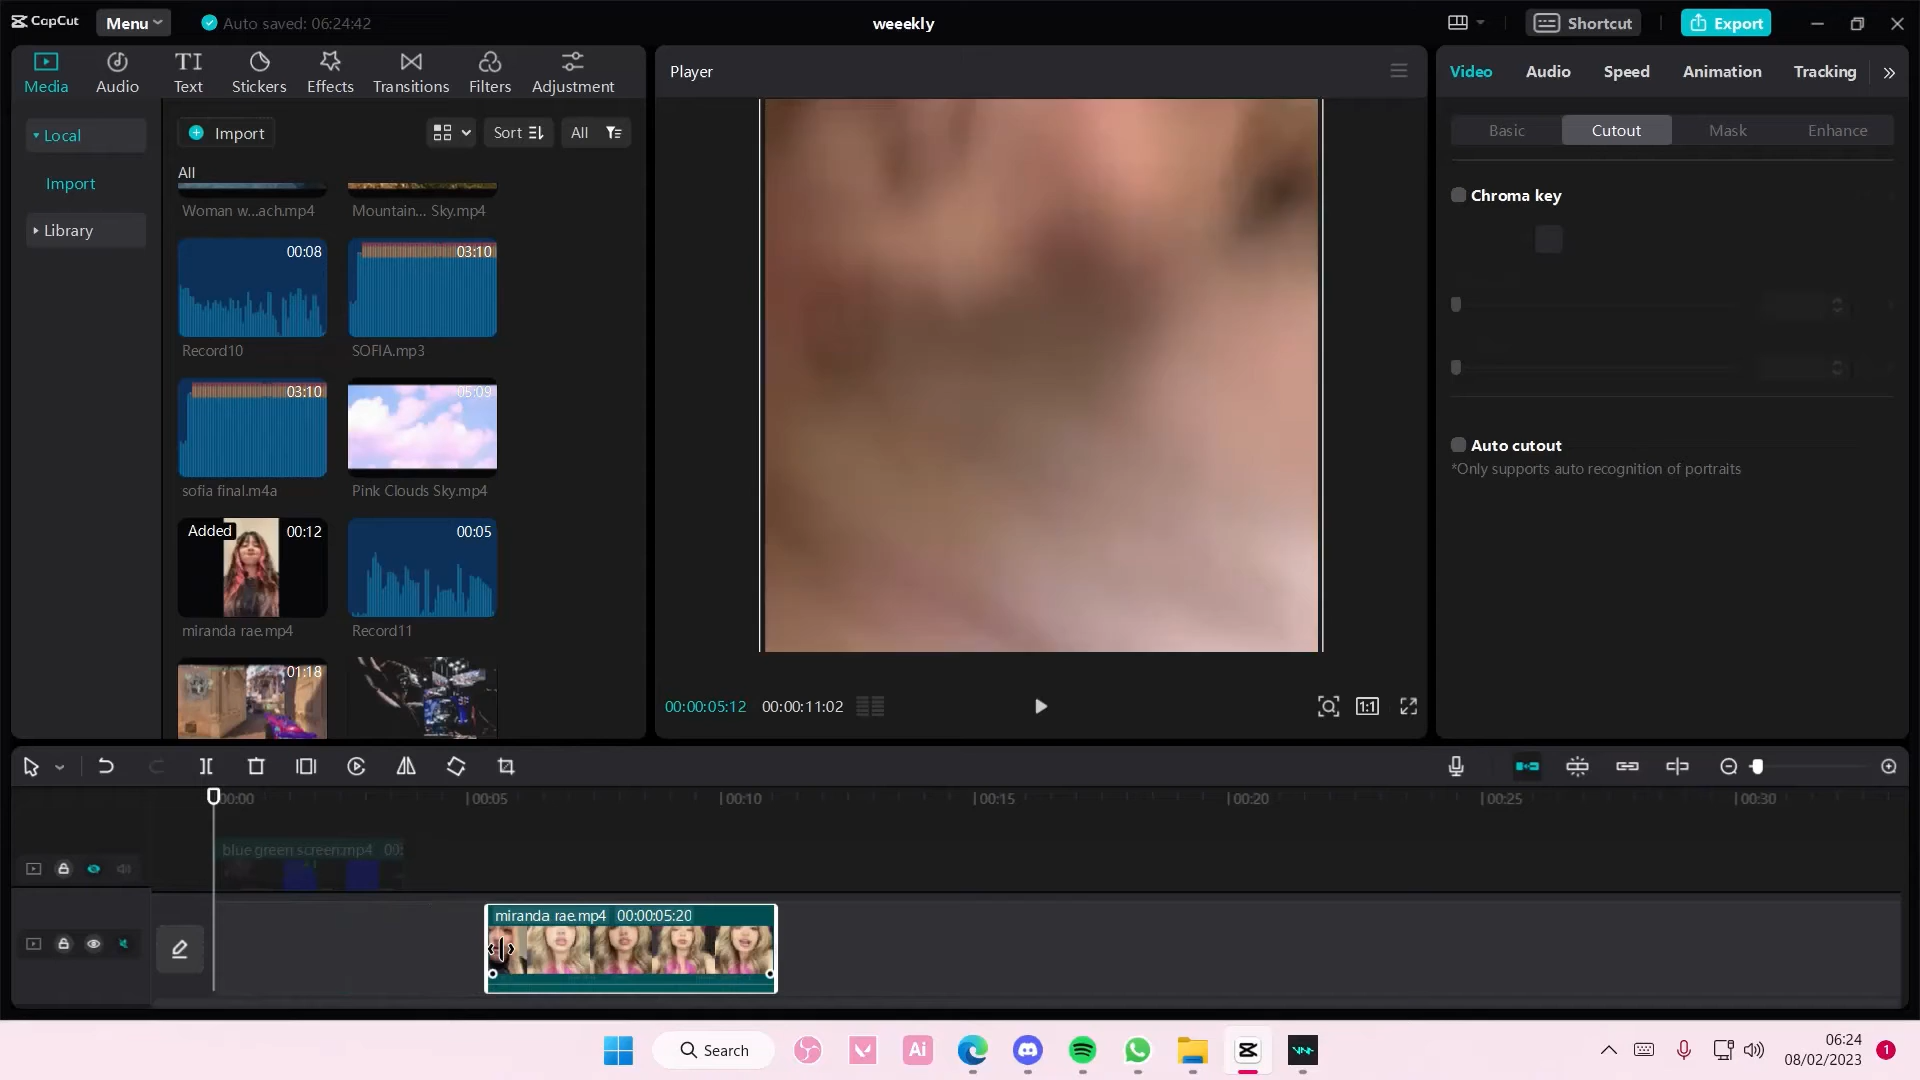 CapCut
Menu
Auto saved: 06:24:42
weeekly
Shortcut
Export
Media
Audio
Text
Stickers
Effects
Transitions
Filters
Adjustment
Player
Video
Audio
Speed
Animation
Tracking
Local
Import
Library
Import
Sort
All
All
Woman w...ach.mp4
Mountain... Sky.mp4
00:08
03:10
Record10
SOFIA.mp3
03:10
05:09
sofia final.m4a
Pink Clouds Sky.mp4
Added
00:12
00:05
miranda rae.mp4
Record11
01:18
00:00:05:12
00:00:11:02
1:1
Basic
Cutout
Mask
Enhance
Chroma key
Auto cutout
*Only supports auto recognition of portraits
00:00
00:05
00:10
00:15
00:20
00:25
00:30
blue green screen.mp4 00:
miranda rae.mp4 00:00:05:20
Search
Ai
06:24
08/02/2023
1